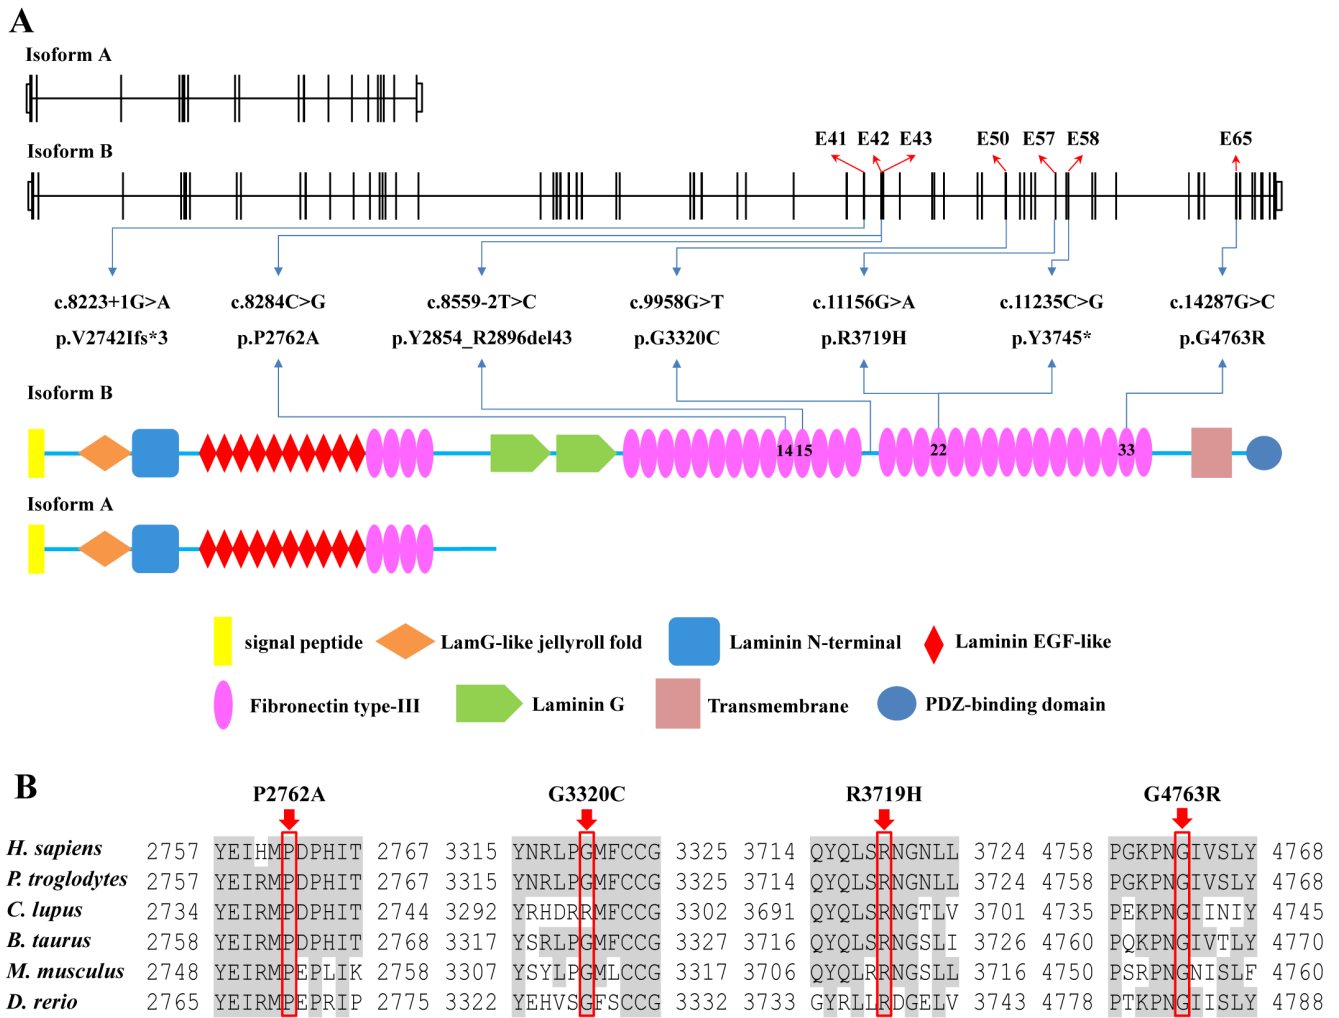 A
Isoform A
Isoform B
E41 E42 E43 E50 E57 E58 E65
c.8223+1G>A c.8284C>G c.8559-2T>C c.9958G>T c.11156G>A c.11235C>G c.14287G>C
p.V2742Ifs*3 p.P2762A p.Y2854_R2896del43 p.G3320C p.R3719H p.Y3745* p.G4763R
Isoform B
14 15 22 33
Isoform A
signal peptide LamG-like jellyroll fold Laminin N-terminal Laminin EGF-like
Fibronectin type-III Laminin G Transmembrane PDZ-binding domain
B
P2762A G3320C R3719H G4763R
H. sapiens 2757 YEIHMPDPHIT 2767 3315 YNRLPGMFCCG 3325 3714 QYQLSRNGNLL 3724 4758 PGKPNGIVSLY 4768
P. troglodytes 2757 YEIRMPDPHIT 2767 3315 YNRLPGMFCCG 3325 3714 QYQLSRNGNLL 3724 4758 PGKPNGIVSLY 4768
C. lupus 2734 YEIRMPDPHIT 2744 3292 YRHDRRMFCCG 3302 3691 QYQLSRNGTLV 3701 4735 PEKPNGIINIY 4745
B. taurus 2758 YEIRMPDPHIT 2768 3317 YSRLPGMFCCG 3327 3716 QYQLSRNGSLI 3726 4760 PQKPNGIVTLY 4770
M. musculus 2748 YEIRMPEPLIK 2758 3307 YSYLPGMLCCG 3317 3706 QYQLRRNGSLL 3716 4750 PSRPNGNISLF 4760
D. rerio 2765 YEIRMPEPRIP 2775 3322 YEHVSGFSCCG 3332 3733 GYRLLRDGELV 3743 4778 PTKPNGIISLY 4788